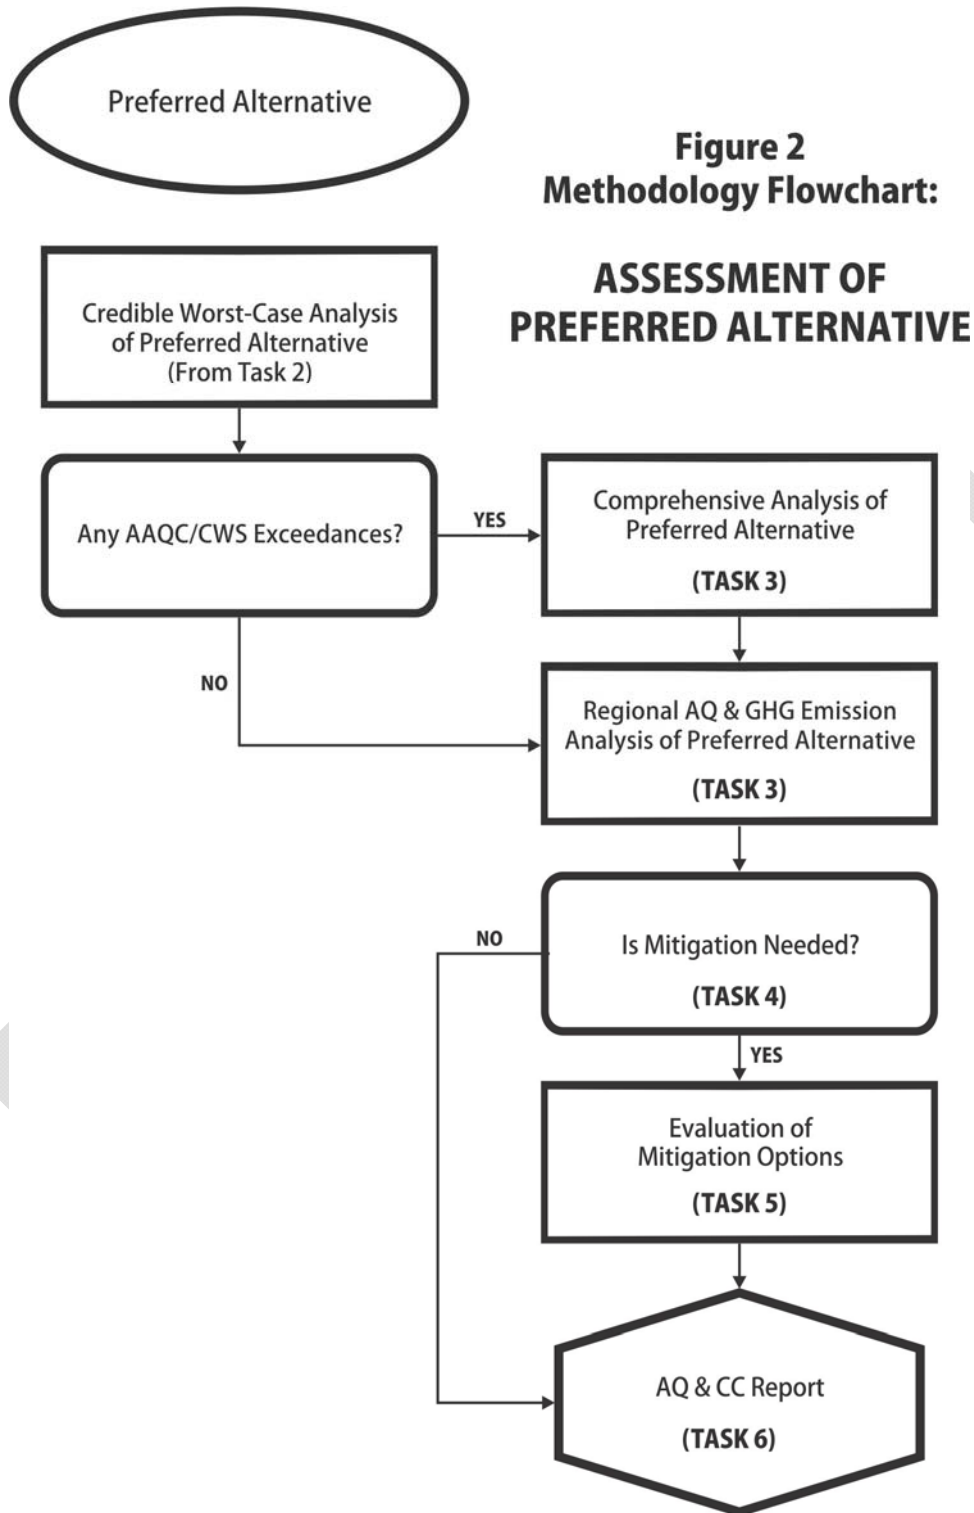 Preferred Alternative
Figure 2
Methodology Flowchart:
ASSESSMENT OF
PREFERRED ALTERNATIVE
Credible Worst-Case Analysis
of Preferred Alternative
(From Task 2)
Any AAQC/CWS Exceedances?
YES
Comprehensive Analysis of
Preferred Alternative
(TASK 3)
NO
Regional AQ & GHG Emission
Analysis of Preferred Alternative
(TASK 3)
NO
Is Mitigation Needed?
(TASK 4)
YES
Evaluation of
Mitigation Options
(TASK 5)
AQ & CC Report
(TASK 6)